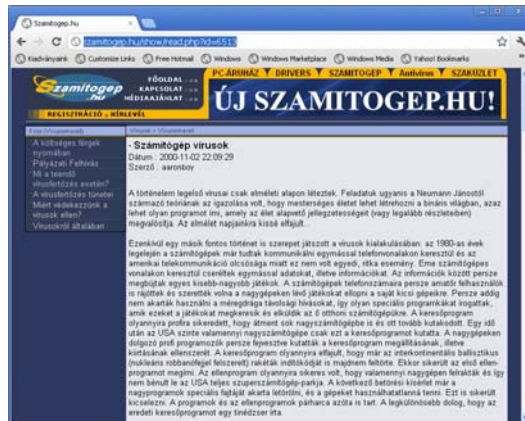 Szamitogep.hu
szamitogep.hu/show/read.php?id=6513
Kiadványaink Customize Links Free Hotmail Windows Windows Marketplace Windows Media Yahoo! Bookmarks
Szamitogep
.hu
FŐOLDAL
KAPCSOLAT
MÉDIAAJÁNLAT
REGISZTRÁCIÓ HÍRLEVÉL
PC-ÁRUHÁZ DRIVERS SZAMITOGEP Antivirus SZAKÜZLET
ÚJ SZAMITOGEP.HU!
A költséges férgek nyomában
Pályázati Felhívás
Mi a teendő vírusfertőzés esetén?
A vírusfertőzés tünetei
Miért védekezzünk a vírusok ellen?
Vírusokról általában
- Számítógép vírusok
Dátum : 2000-11-02 22:09:29
Szerző : aaronboy
A történelem legelső vírusai csak elméleti alapon léteztek. Feladatuk ugyanis a Neumann Jánostól
származó teóriának az igazolása volt, hogy mesterséges életet lehet létrehozni a bináris világban, azaz
lehet olyan programot írni, amely az élet alapvető jellegzetességeit (vagy legalább részleteiben)
megvalósítja. Az elmélet napjainkra kissé elfajult...
Ezenkívül egy másik fontos történet is szerepet játszott a vírusok kialakulásában: az 1980-as évek
legelején a számítógépek már tudtak kommunikálni egymással telefonvonalakon keresztül és az
amerikai telekommunikáció olcsósága miatt ez nem volt egyedi, ritka esemény. Eme számítógépes
vonalakon keresztül cseréltek egymással adatokat, illetve információkat. Az információk között persze
megbújtak egyes kisebb-nagyobb játékok. A számítógépek telefonszámaira persze amatőr felhasználók
is rájöttek és szerették volna a nagygépeken lévő játékokat ellopni a saját kicsi gépeikre. Persze addig
nem akarták használni a méregdrága távolsági hívásokat, így olyan speciális programkákat írogattak,
amik ezeket a játékokat megkeresik és elküldik az ő otthoni számítógépükre. A keresőprogram
olyannyira profira sikeredett, hogy átment sok nagyszámítógépbe is és ott tovább kutakodott. Egy idő
után az USA szinte valamennyi nagyszámítógépe csak ezt a keresőprogramot kutatta. A nagygépeken
dolgozó profi programozók persze fejvesztve kutatták a keresőprogram megállításának, illetve
kiirtásának ellenszerét. A keresőprogram olyannyira elfajult, hogy már az interkontinentális ballisztikus
(nukleáris robbanófejjel felszerelt) rakéták indítókódját is majdnem feltörte. Ekkor sikerült az első ellen-
programot megírni. Az ellenprogram olyannyira sikeres volt, hogy valamennyi nagygépen felrakták és így
nem bénult le az USA teljes szuperszámítógép-parkja. A következő betörési kísérlet már a
nagyprogramok speciális fajtáját akarta letörölni, és a gépeket használhatatlanná tenni. Ezt is sikerült
kicselezni. A programok és az ellenprogramok párharca azóta is tart. A legkülönösebb dolog, hogy az
eredeti keresőprogramot egy tinédzser írta.